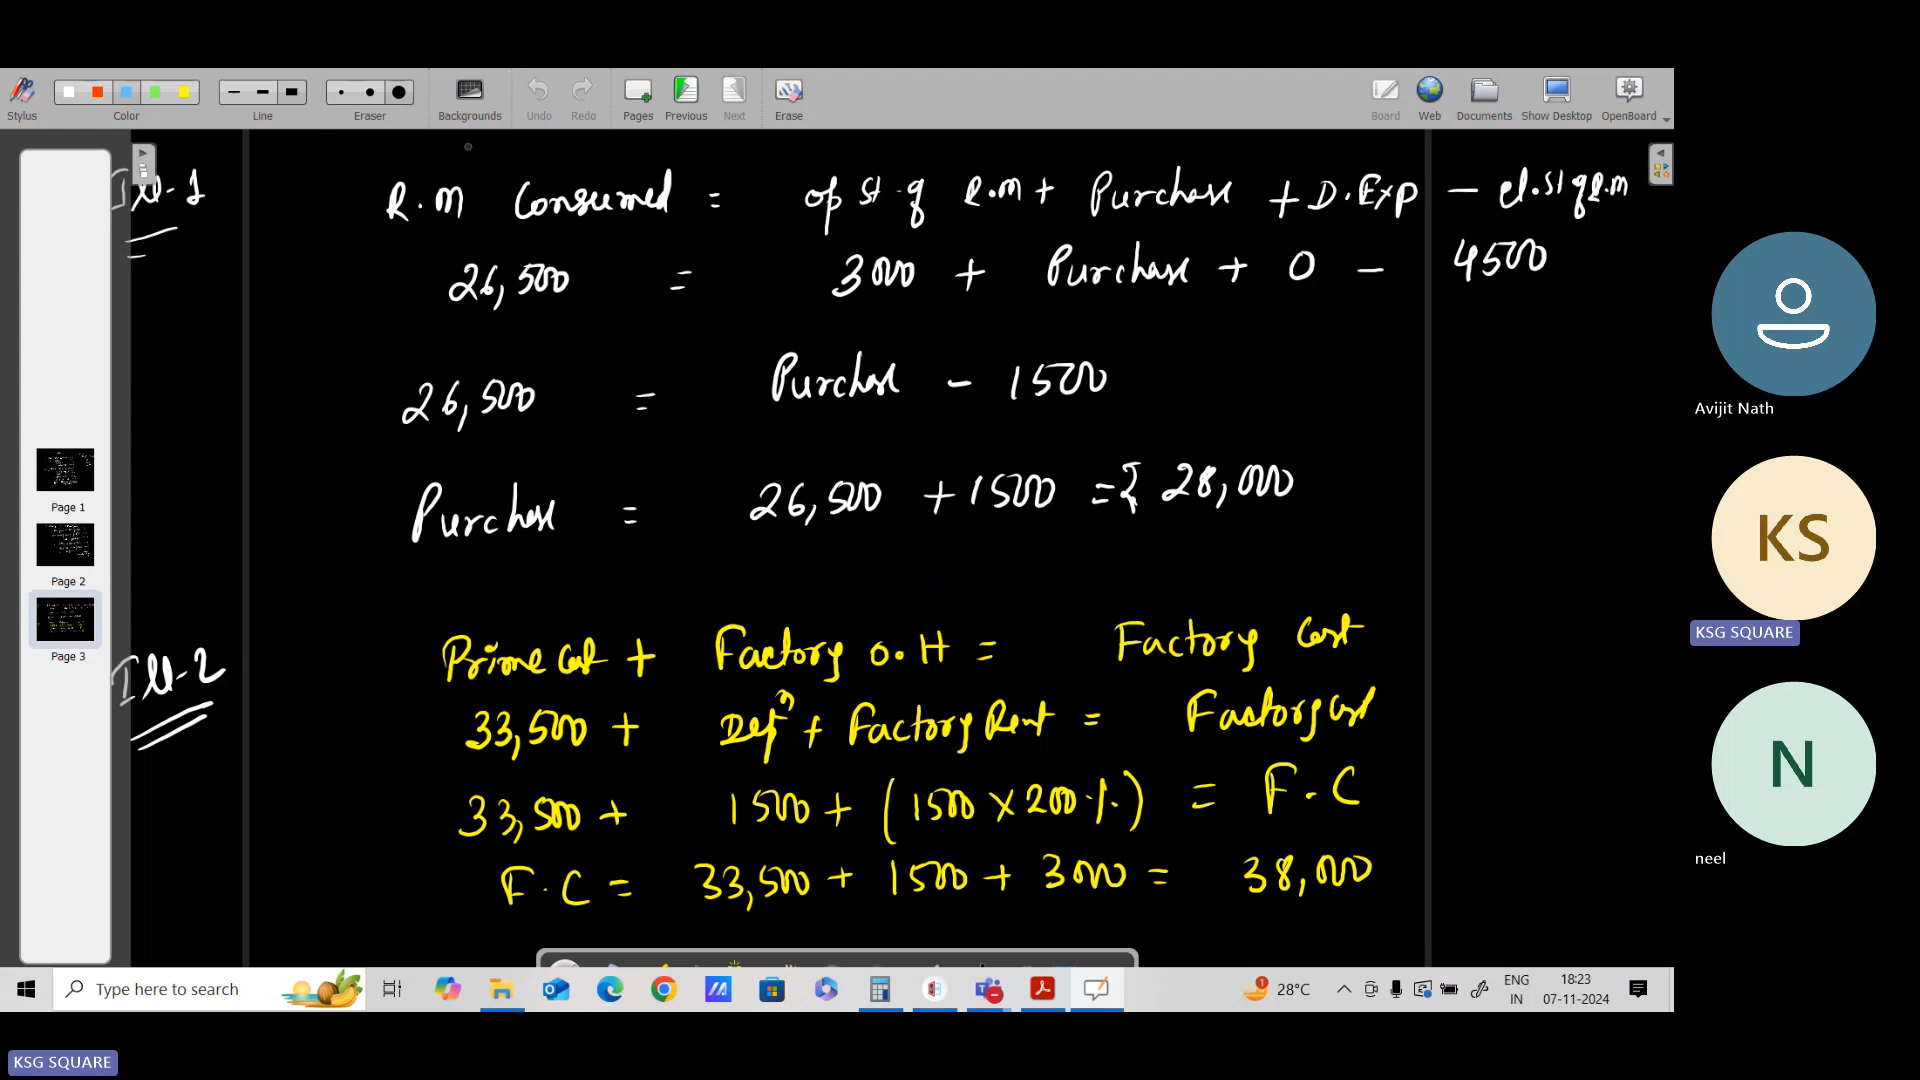 Stylus
Color
Line
Eraser
Backgrounds
Undo
Redo
Pages
Previous
Next
Erase
Board
Web
Documents
Show Desktop
OpenBoard
Ill-1
R.M Consumed = op st. of R.M + Purchase + D.Exp - cl.st of R.M
26,500 = 3000 + Purchase + 0 - 4500
26,500 = Purchase - 1500
Purchase = 26,500 + 1500 = ₹ 28,000
Ill-2
Prime Cost + Factory O.H = Factory Cost
33,500 + Depn + Factory Rent = Factory Cost
33,500 + 1500 + (1500 × 200%) = F.C
F.C = 33,500 + 1500 + 3000 = 38,000
Page 1
Page 2
Page 3
Avijit Nath
KS
KSG SQUARE
N
neel
Type here to search
1
28°C
ENG
IN
18:23
07-11-2024
KSG SQUARE